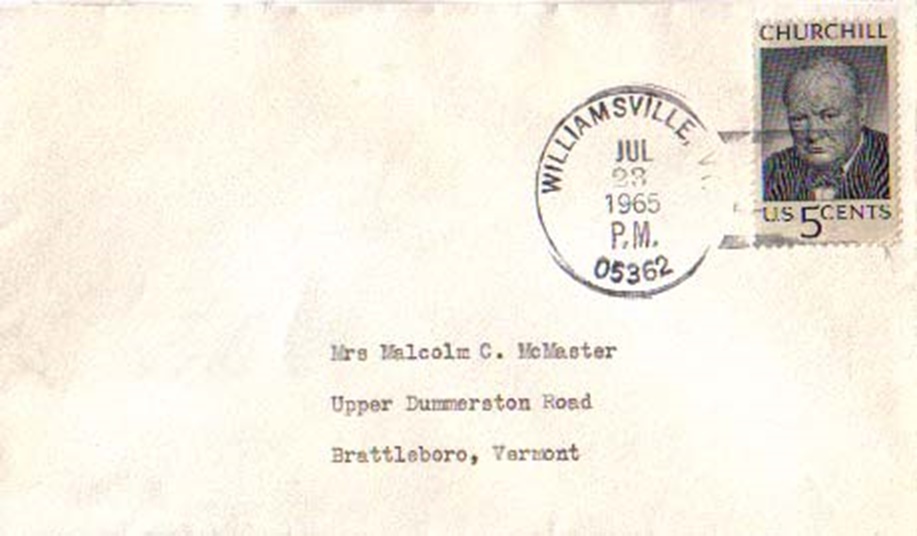 CHURCHILL
WILLIAMSVILLE,
JUL
23
1965
P.M.
05362
U.S 5 CENTS
Mrs Malcolm C. McMaster
Upper Dummerston Road
Brattleboro, Vermont